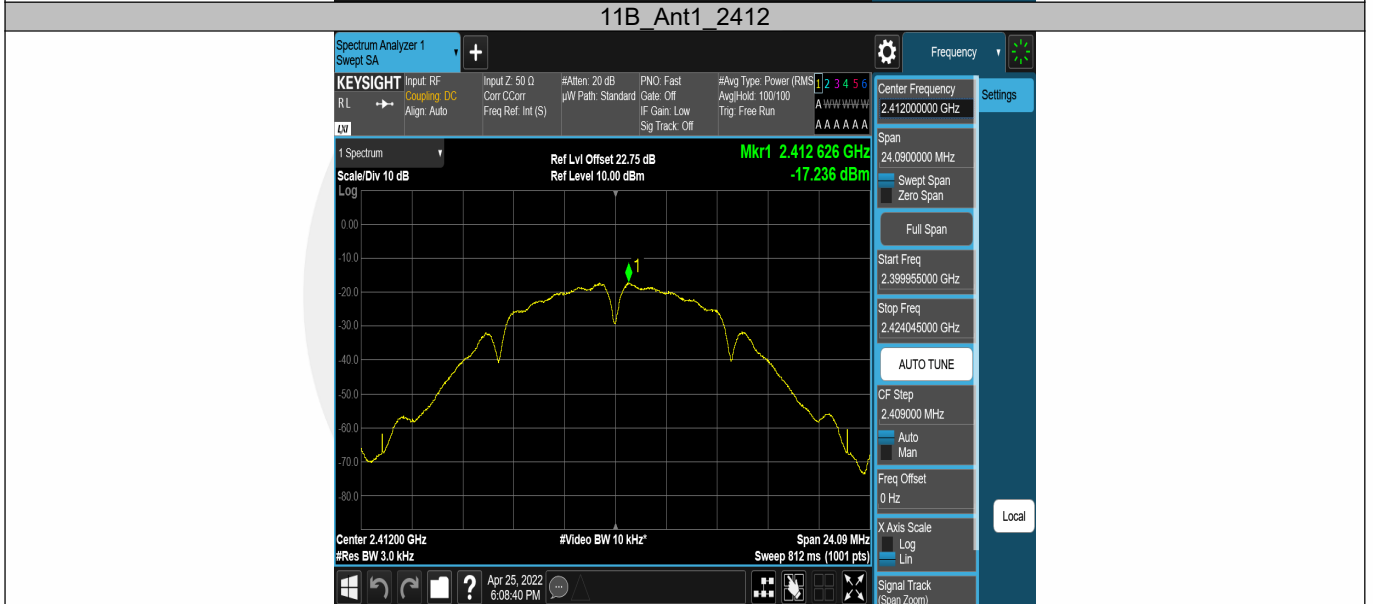 11B_Ant1_2412
Spectrum Analyzer 1
Swept SA
+
Frequency
KEYSIGHT
RL
LXI
Input: RF
Coupling: DC
Align: Auto
Input Z: 50 Ω
Corr CCorr
Freq Ref: Int (S)
#Atten: 20 dB
µW Path: Standard
PNO: Fast
Gate: Off
IF Gain: Low
Sig Track: Off
#Avg Type: Power (RMS
Avg|Hold: 100/100
Trig: Free Run
1 2 3 4 5 6
A W W W W W
A A A A A A
1 Spectrum
Scale/Div 10 dB
Log
Ref Lvl Offset 22.75 dB
Ref Level 10.00 dBm
Mkr1 2.412 626 GHz
-17.236 dBm
0.00
-10.0
-20.0
-30.0
-40.0
-50.0
-60.0
-70.0
-80.0
1
Center 2.41200 GHz
#Res BW 3.0 kHz
#Video BW 10 kHz*
Span 24.09 MHz
Sweep 812 ms (1001 pts)
Center Frequency
2.412000000 GHz
Settings
Span
24.0900000 MHz
Swept Span
Zero Span
Full Span
Start Freq
2.399955000 GHz
Stop Freq
2.424045000 GHz
AUTO TUNE
CF Step
2.409000 MHz
Auto
Man
Freq Offset
0 Hz
X Axis Scale
Log
Lin
Local
Signal Track
(Span Zoom)
?
Apr 25, 2022
6:08:40 PM